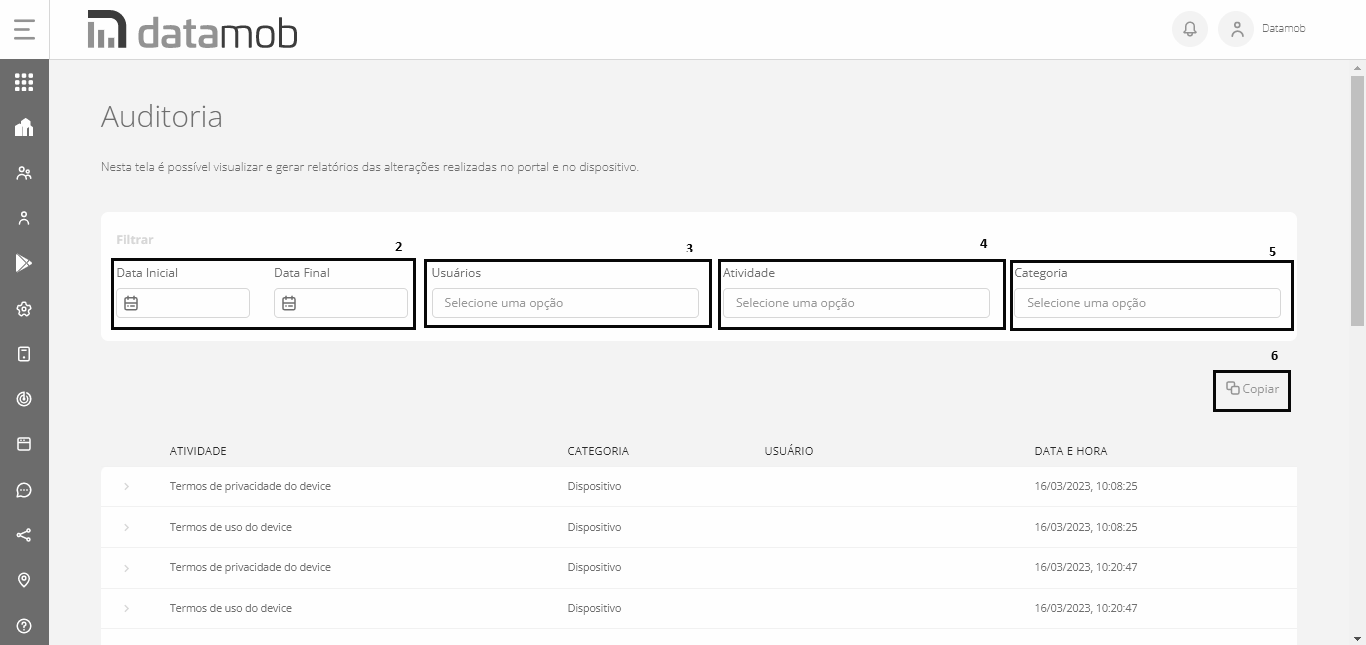 datamob
Datamob
Auditoria
Nesta tela é possível visualizar e gerar relatórios das alterações realizadas no portal e no dispositivo.
Filtrar
2 3 4 5
Data Inicial Data Final Usuários Atividade Categoria
Selecione uma opção Selecione uma opção Selecione uma opção
6
Copiar
ATIVIDADE CATEGORIA USUÁRIO DATA E HORA
Termos de privacidade do device Dispositivo 16/03/2023, 10:08:25
Termos de uso do device Dispositivo 16/03/2023, 10:08:25
Termos de privacidade do device Dispositivo 16/03/2023, 10:20:47
Termos de uso do device Dispositivo 16/03/2023, 10:20:47